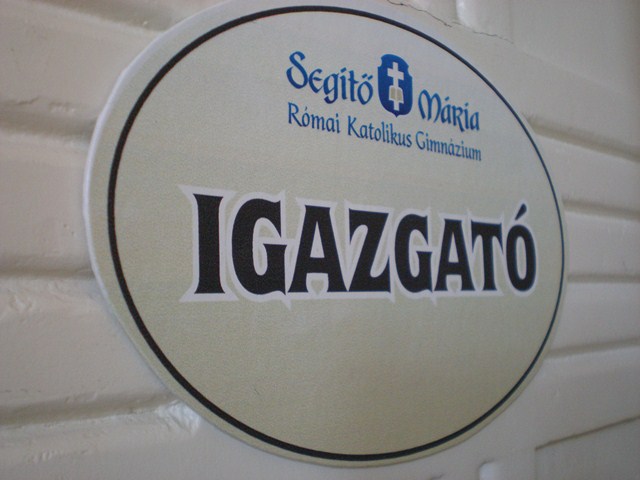 Segítő Mária
Római Katolikus Gimnázium
IGAZGATÓ